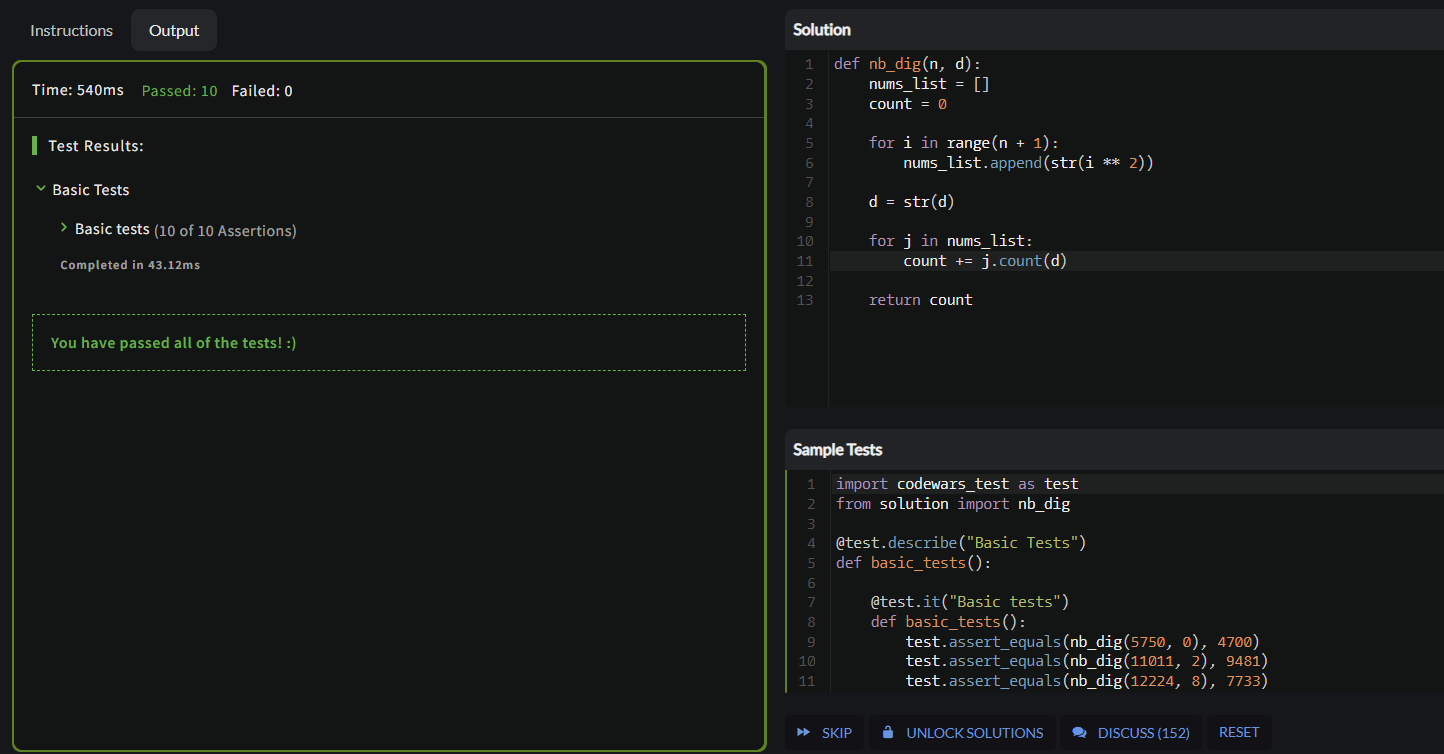 Instructions
Output
Time: 540ms Passed: 10 Failed: 0
Test Results:
Basic Tests
Basic tests (10 of 10 Assertions)
Completed in 43.12ms
You have passed all of the tests! :)
Solution
1 def nb_dig(n, d):
2     nums_list = []
3     count = 0
4
5     for i in range(n + 1):
6         nums_list.append(str(i ** 2))
7
8     d = str(d)
9
10     for j in nums_list:
11         count += j.count(d)
12
13     return count
Sample Tests
1 import codewars_test as test
2 from solution import nb_dig
3
4 @test.describe("Basic Tests")
5 def basic_tests():
6
7     @test.it("Basic tests")
8     def basic_tests():
9         test.assert_equals(nb_dig(5750, 0), 4700)
10         test.assert_equals(nb_dig(11011, 2), 9481)
11         test.assert_equals(nb_dig(12224, 8), 7733)
SKIP UNLOCK SOLUTIONS DISCUSS (152) RESET